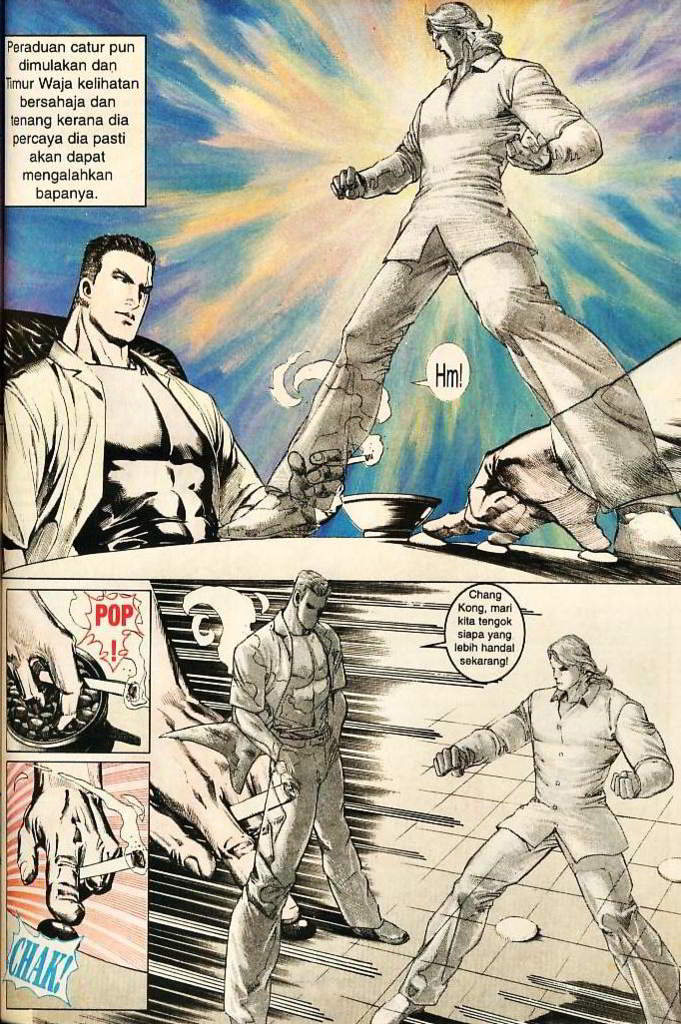 Peraduan catur pun
dimulakan dan
Timur Waja kelihatan
bersahaja dan
tenang kerana dia
percaya dia pasti
akan dapat
mengalahkan
bapanya.
Hm!
POP
!
Chang
Kong, mari
kita tengok
siapa yang
lebih handal
sekarang!
CHAK!